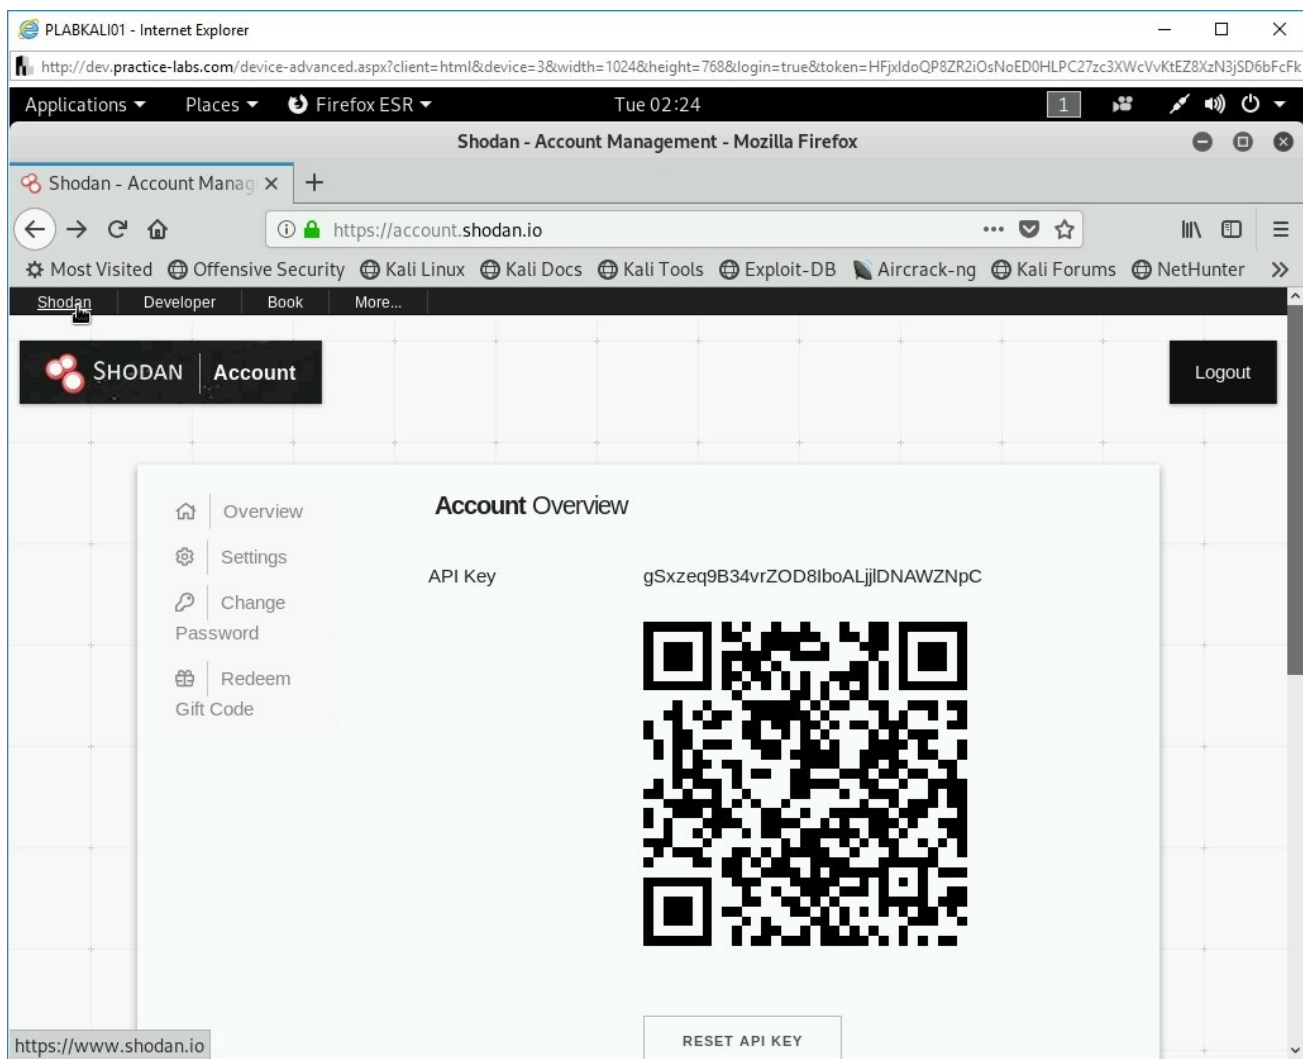 PLABKALI01 - Internet Explorer
http://dev.practice-labs.com/device-advanced.aspx?client=html&device=3&width=1024&height=768&login=true&token=HFjxIdoQP8ZR2iOsNoED0HLPC27zc3XWcVvKtEZ8XzN3jSD6bFcFk
Applications Places Firefox ESR Tue 02:24 1
Shodan - Account Management - Mozilla Firefox
Shodan - Account Manag
https://account.shodan.io
Most Visited Offensive Security Kali Linux Kali Docs Kali Tools Exploit-DB Aircrack-ng Kali Forums NetHunter
Shodan Developer Book More...
SHODAN Account Logout
Account Overview
Overview
Settings
Change
Password
Redeem
Gift Code
API Key gSxzeq9B34vrZOD8IboALjjlDNAWZNpC
RESET API KEY
https://www.shodan.io